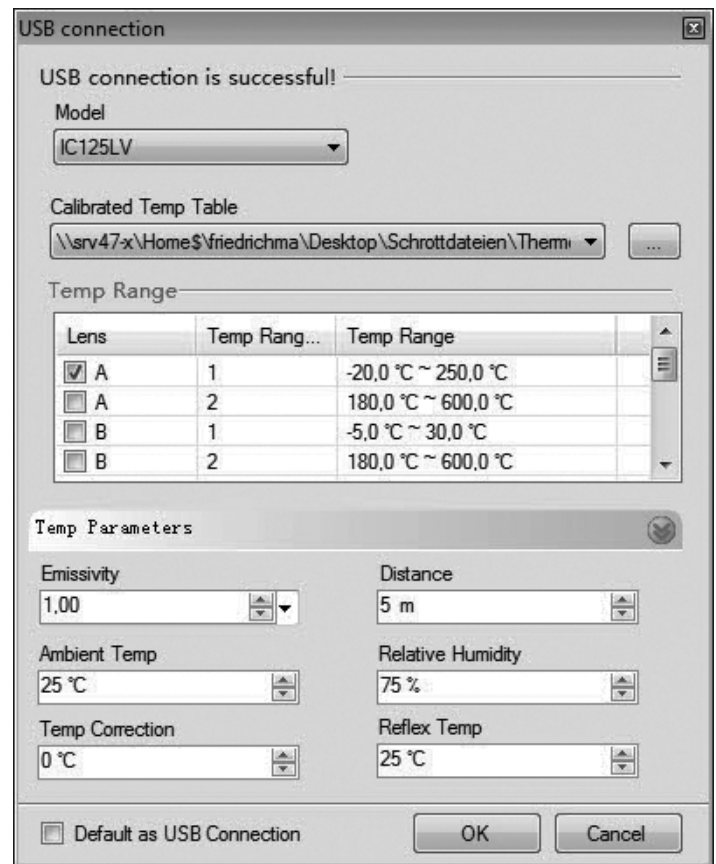 USB connection
USB connection is successful!
Model
IC125LV
Calibrated Temp Table
\\srv47-x\Home$\friedrichma\Desktop\Schrottdateien\Therm
...
Temp Range
Lens Temp Rang... Temp Range
A 1 -20,0 °C ~ 250,0 °C
A 2 180,0 °C ~ 600,0 °C
B 1 -5,0 °C ~ 30,0 °C
B 2 180,0 °C ~ 600,0 °C
Temp Parameters
Emissivity Distance
1,00 5 m
Ambient Temp Relative Humidity
25 °C 75 %
Temp Correction Reflex Temp
0 °C 25 °C
Default as USB Connection OK Cancel